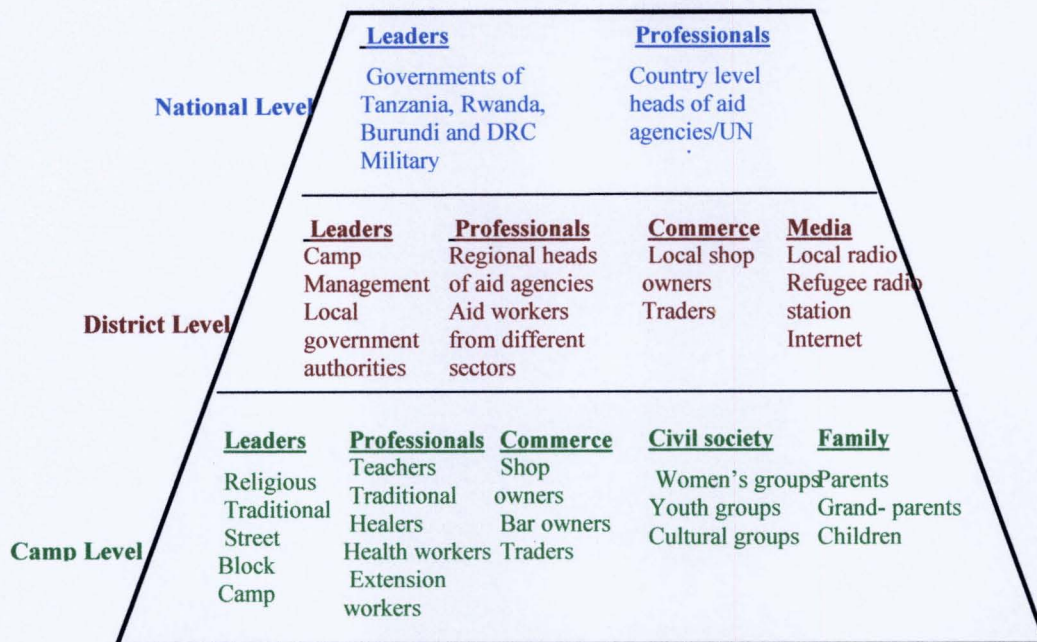 Leaders
Governments of
Tanzania, Rwanda,
Burundi and DRC
Military
Professionals
Country level
heads of aid
agencies/UN
National Level
Leaders
Camp
Management
Local
government
authorities
Professionals
Regional heads
of aid agencies
Aid workers
from different
sectors
Commerce
Local shop
owners
Traders
Media
Local radio
Refugee radio
station
Internet
District Level
Leaders
Religious
Traditional
Street
Block
Camp
Professionals
Teachers
Traditional
Healers
Health workers
Extension
workers
Commerce
Shop
owners
Bar owners
Traders
Civil society
Women's groups
Youth groups
Cultural groups
Family
Parents
Grand- parents
Children
Camp Level